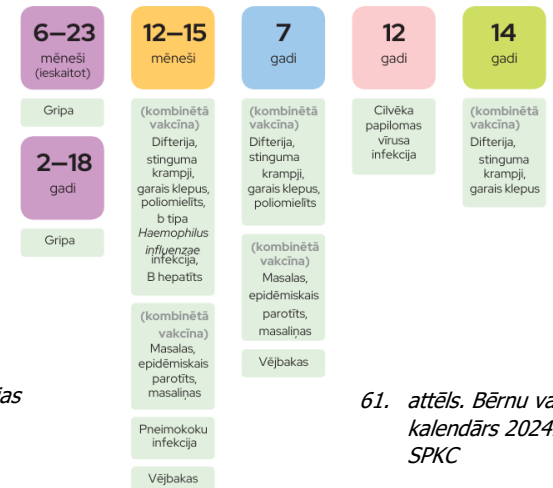 6—23
mēneši
(ieskaitot)
Gripa
2—18
gadi
Gripa
12—15
mēneši
(kombinētā
vakcīna)
Difterija,
stinguma
krampji,
garais klepus,
poliomielīts,
b tipa
Haemophilus
influenzae
infekcija,
B hepatīts
(kombinētā
vakcīna)
Masalas,
epidēmiskais
parotīts,
masaliņas
Pneimokoku
infekcija
Vējbakas
7
gadi
(kombinētā
vakcīna)
Difterija,
stinguma
krampji,
garais klepus,
poliomielīts
(kombinētā
vakcīna)
Masalas,
epidēmiskais
parotīts,
masaliņas
Vējbakas
12
gadi
Cilvēka
papilomas
vīrusa
infekcija
14
gadi
(kombinētā
vakcīna)
Difterija,
stinguma
krampji,
garais klepus
61. attēls. Bērnu va
kalendārs 2024.
SPKC